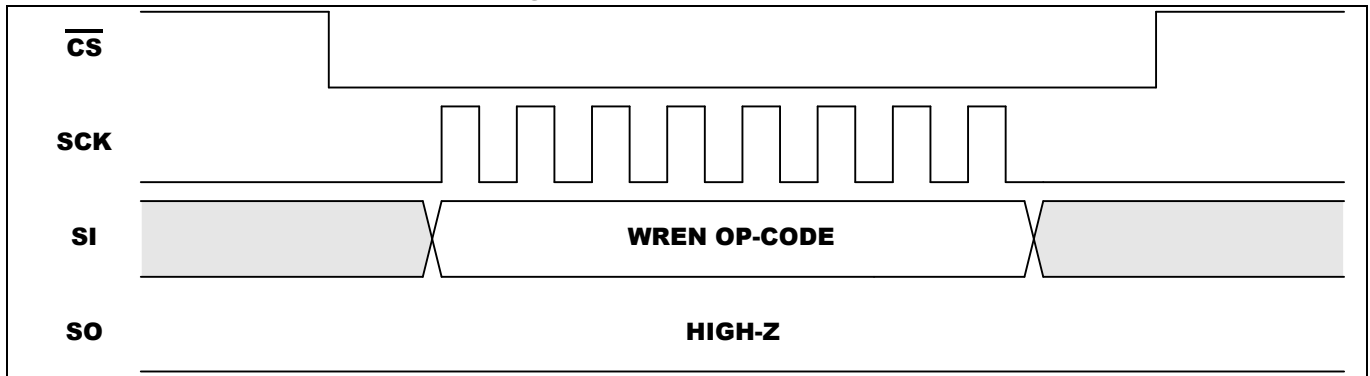 CS
SCK
SI
WREN OP-CODE
SO
HIGH-Z